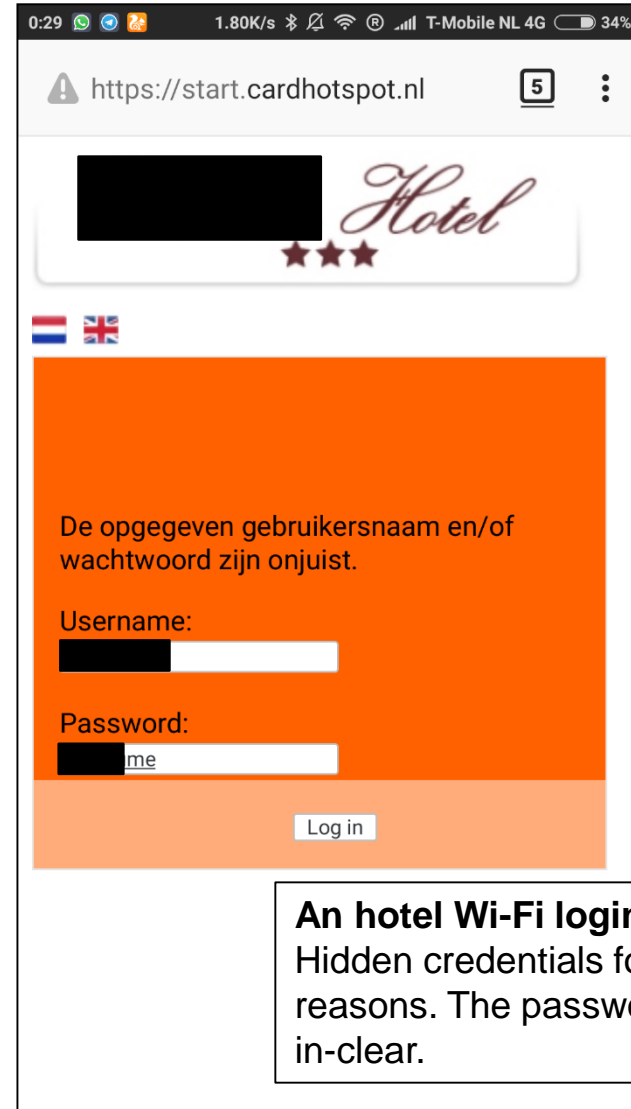 0:29 1.80K/s T-Mobile NL 4G 34%
https://start.cardhotspot.nl 5
Hotel
De opgegeven gebruikersnaam en/of
wachtwoord zijn onjuist.
Username:
Password:
me
Log in
An hotel Wi-Fi login
Hidden credentials fo
reasons. The passwo
in-clear.